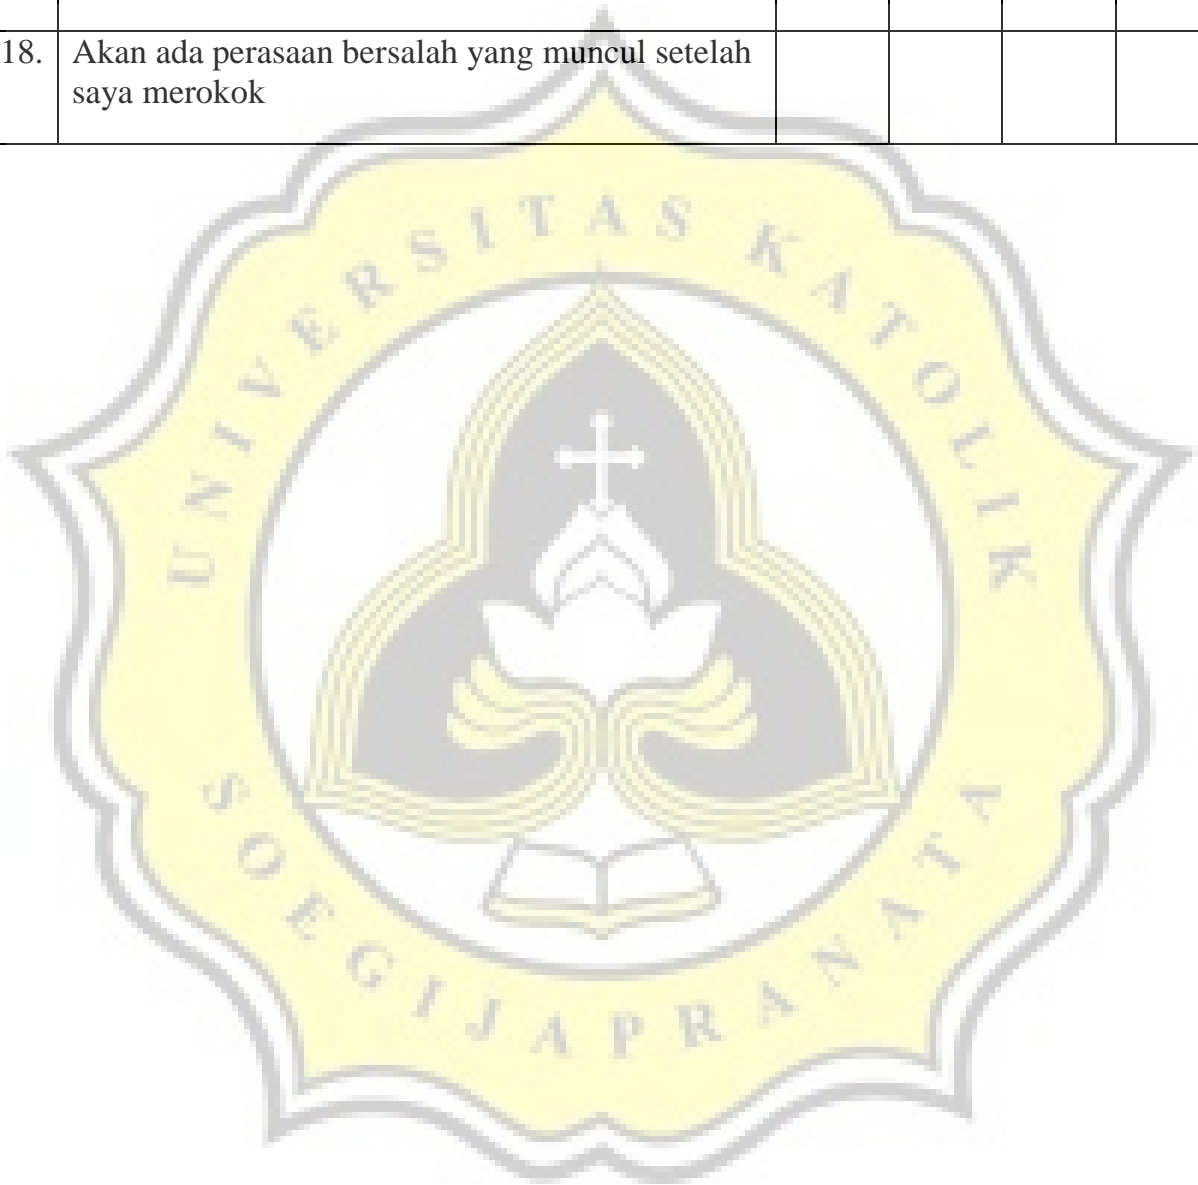 18. Akan ada perasaan bersalah yang muncul setelah
saya merokok
UNIVERSITAS KATOLIK
SOEGIJAPRANATA